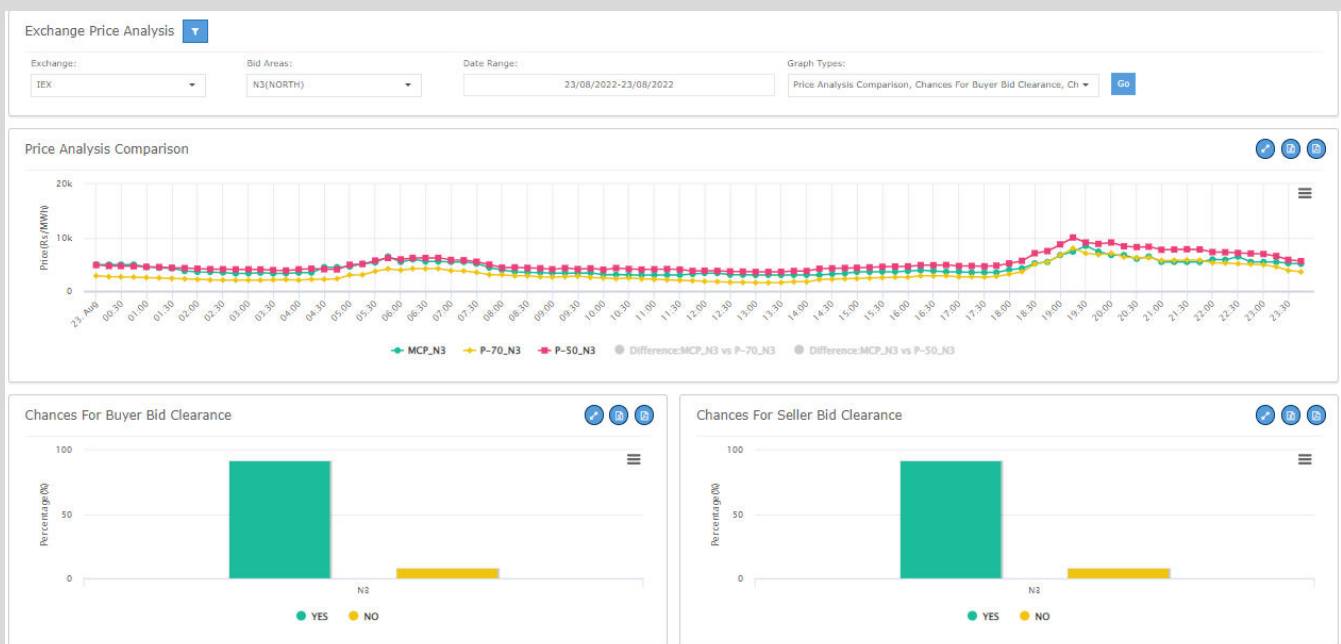 Exchange Price Analysis
Exchange: Bid Areas: Date Range: Graph Types:
IEX N3(NORTH) 23/08/2022-23/08/2022 Price Analysis Comparison, Chances For Buyer Bid Clearance, Ch Go
Price Analysis Comparison
Price(Rs/MWh)
20k
10k
0
23. Aug 00:30 01:00 01:30 02:00 02:30 03:00 03:30 04:00 04:30 05:00 05:30 06:00 06:30 07:00 07:30 08:00 08:30 09:00 09:30 10:00 10:30 11:00 11:30 12:00 12:30 13:00 13:30 14:00 14:30 15:00 15:30 16:00 16:30 17:00 17:30 18:00 18:30 19:00 19:30 20:00 20:30 21:00 21:30 22:00 22:30 23:00 23:30
MCP_N3 P-70_N3 P-50_N3 Difference:MCP_N3 vs P-70_N3 Difference:MCP_N3 vs P-50_N3
Chances For Buyer Bid Clearance
Percentage(%)
100
50
0
N3
YES NO
Chances For Seller Bid Clearance
Percentage(%)
100
50
0
N3
YES NO